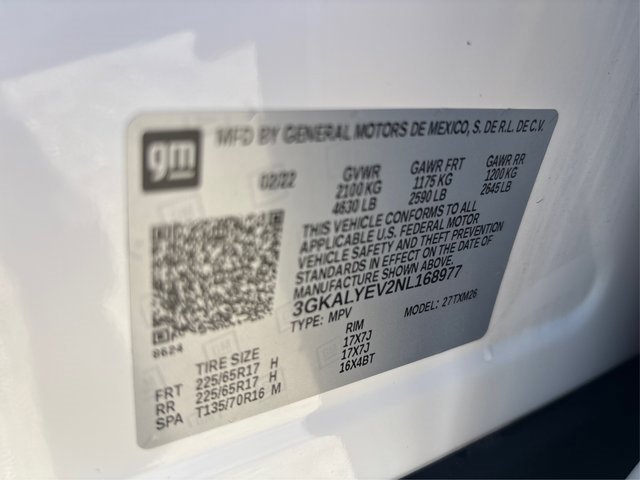 gm
MFD BY GENERAL MOTORS DE MEXICO, S. DE R.L. DE C.V.
02/22 GVWR GAWR FRT GAWR RR
2100 KG 1175 KG 1200 KG
4630 LB 2590 LB 2645 LB
THIS VEHICLE CONFORMS TO ALL
APPLICABLE U.S. FEDERAL MOTOR
VEHICLE SAFETY AND THEFT PREVENTION
STANDARDS IN EFFECT ON THE DATE OF
MANUFACTURE SHOWN ABOVE.
3GKALYEV2NL168977
TYPE: MPV MODEL: 27TXM26
8624
TIRE SIZE RIM
FRT 225/65R17 H 17X7J
RR 225/65R17 H 17X7J
SPA T135/70R16 M 16X4BT